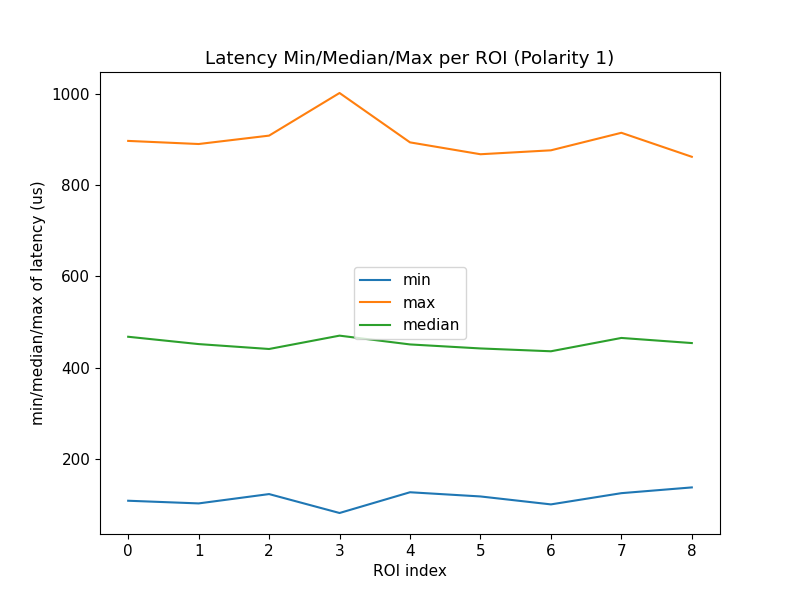 Latency Min/Median/Max per ROI (Polarity 1)
min/median/max of latency (us)
1000
800
600
400
200
min
max
median
0 1 2 3 4 5 6 7 8
ROI index